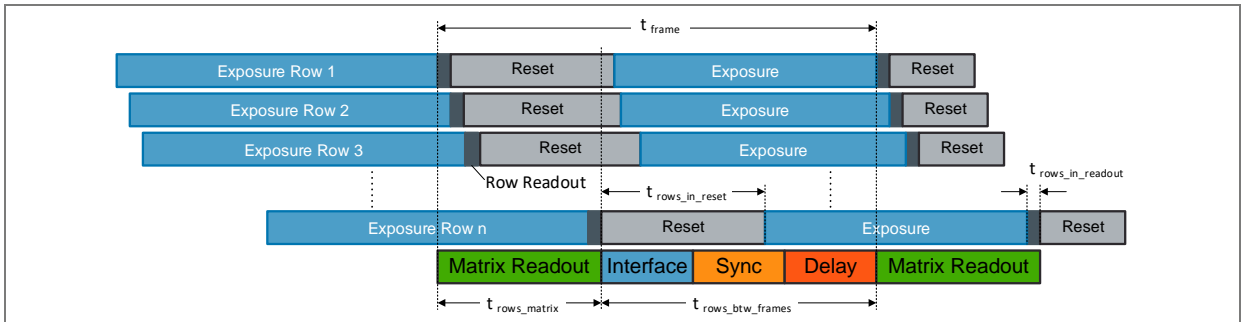 t frame
Exposure Row 1 Reset Exposure Reset
Exposure Row 2 Reset Exposure Reset
Exposure Row 3 Reset Exposure Reset
Row Readout
t rows_in_reset
t rows_in_readout
Exposure Row n Reset Exposure Reset
Matrix Readout Interface Sync Delay Matrix Readout
t rows_matrix t rows_btw_frames